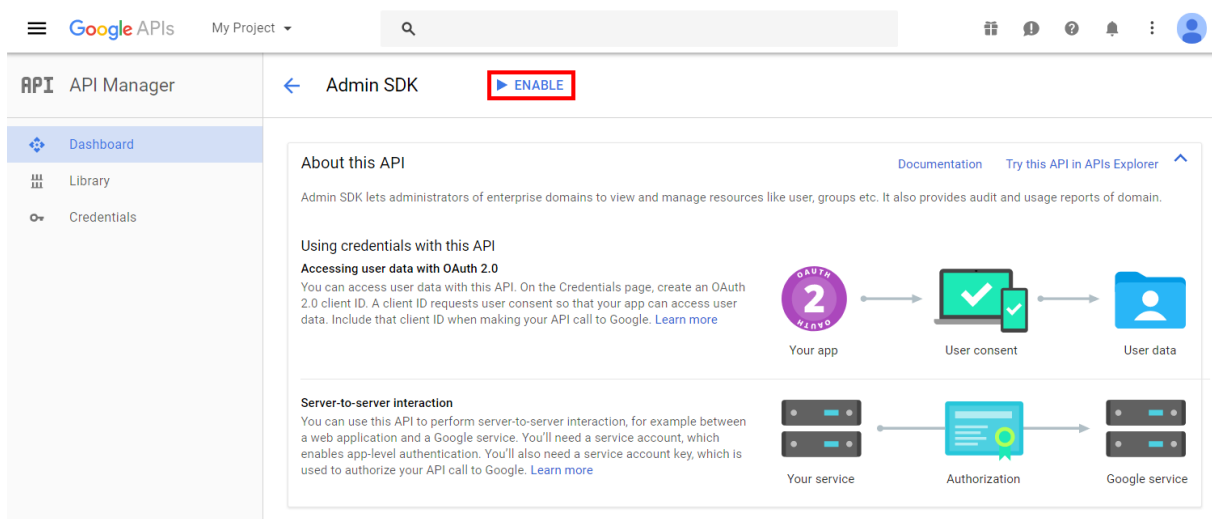 Google APIs My Project
API API Manager Admin SDK ENABLE
Dashboard
Library
Credentials
About this API Documentation Try this API in APIs Explorer
Admin SDK lets administrators of enterprise domains to view and manage resources like user, groups etc. It also provides audit and usage reports of domain.
Using credentials with this API
Accessing user data with OAuth 2.0
You can access user data with this API. On the Credentials page, create an OAuth
2.0 client ID. A client ID requests user consent so that your app can access user
data. Include that client ID when making your API call to Google. Learn more
OAUTH
2
OAUTH
Your app User consent User data
Server-to-server interaction
You can use this API to perform server-to-server interaction, for example between
a web application and a Google service. You'll need a service account, which
enables app-level authentication. You'll also need a service account key, which is
used to authorize your API call to Google. Learn more
Your service Authorization Google service